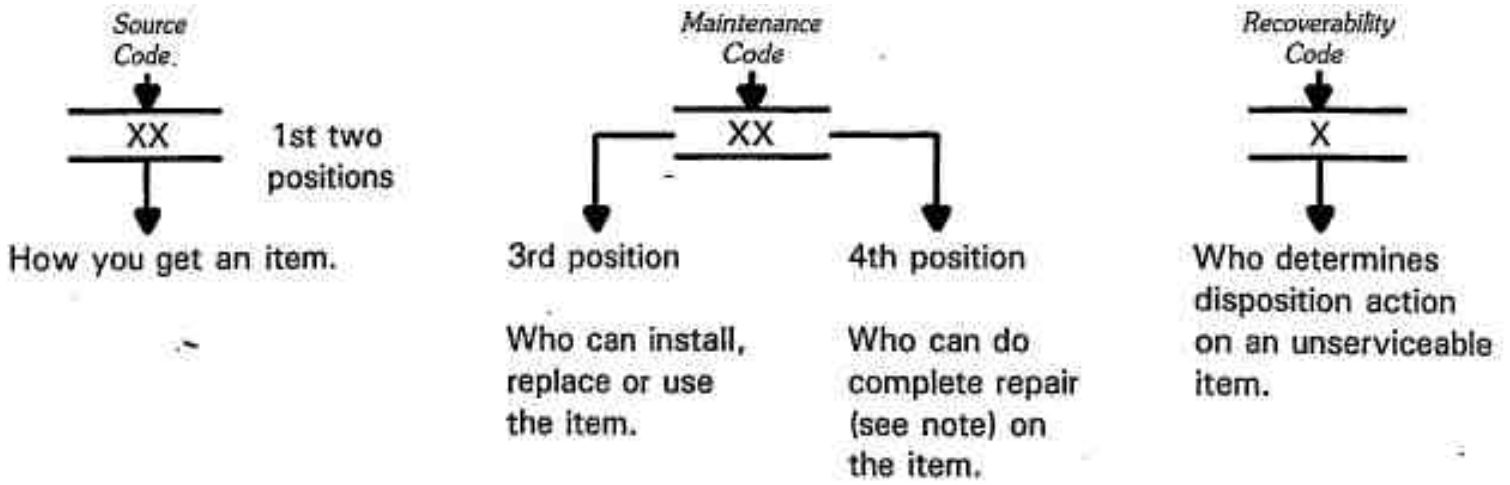 Source
Code.
XX
1st two
positions
How you get an item.
Maintenance
Code
XX
3rd position
Who can install,
replace or use
the item.
4th position
Who can do
complete repair
(see note) on
the item.
Recoverability
Code
X
Who determines
disposition action
on an unserviceable
item.